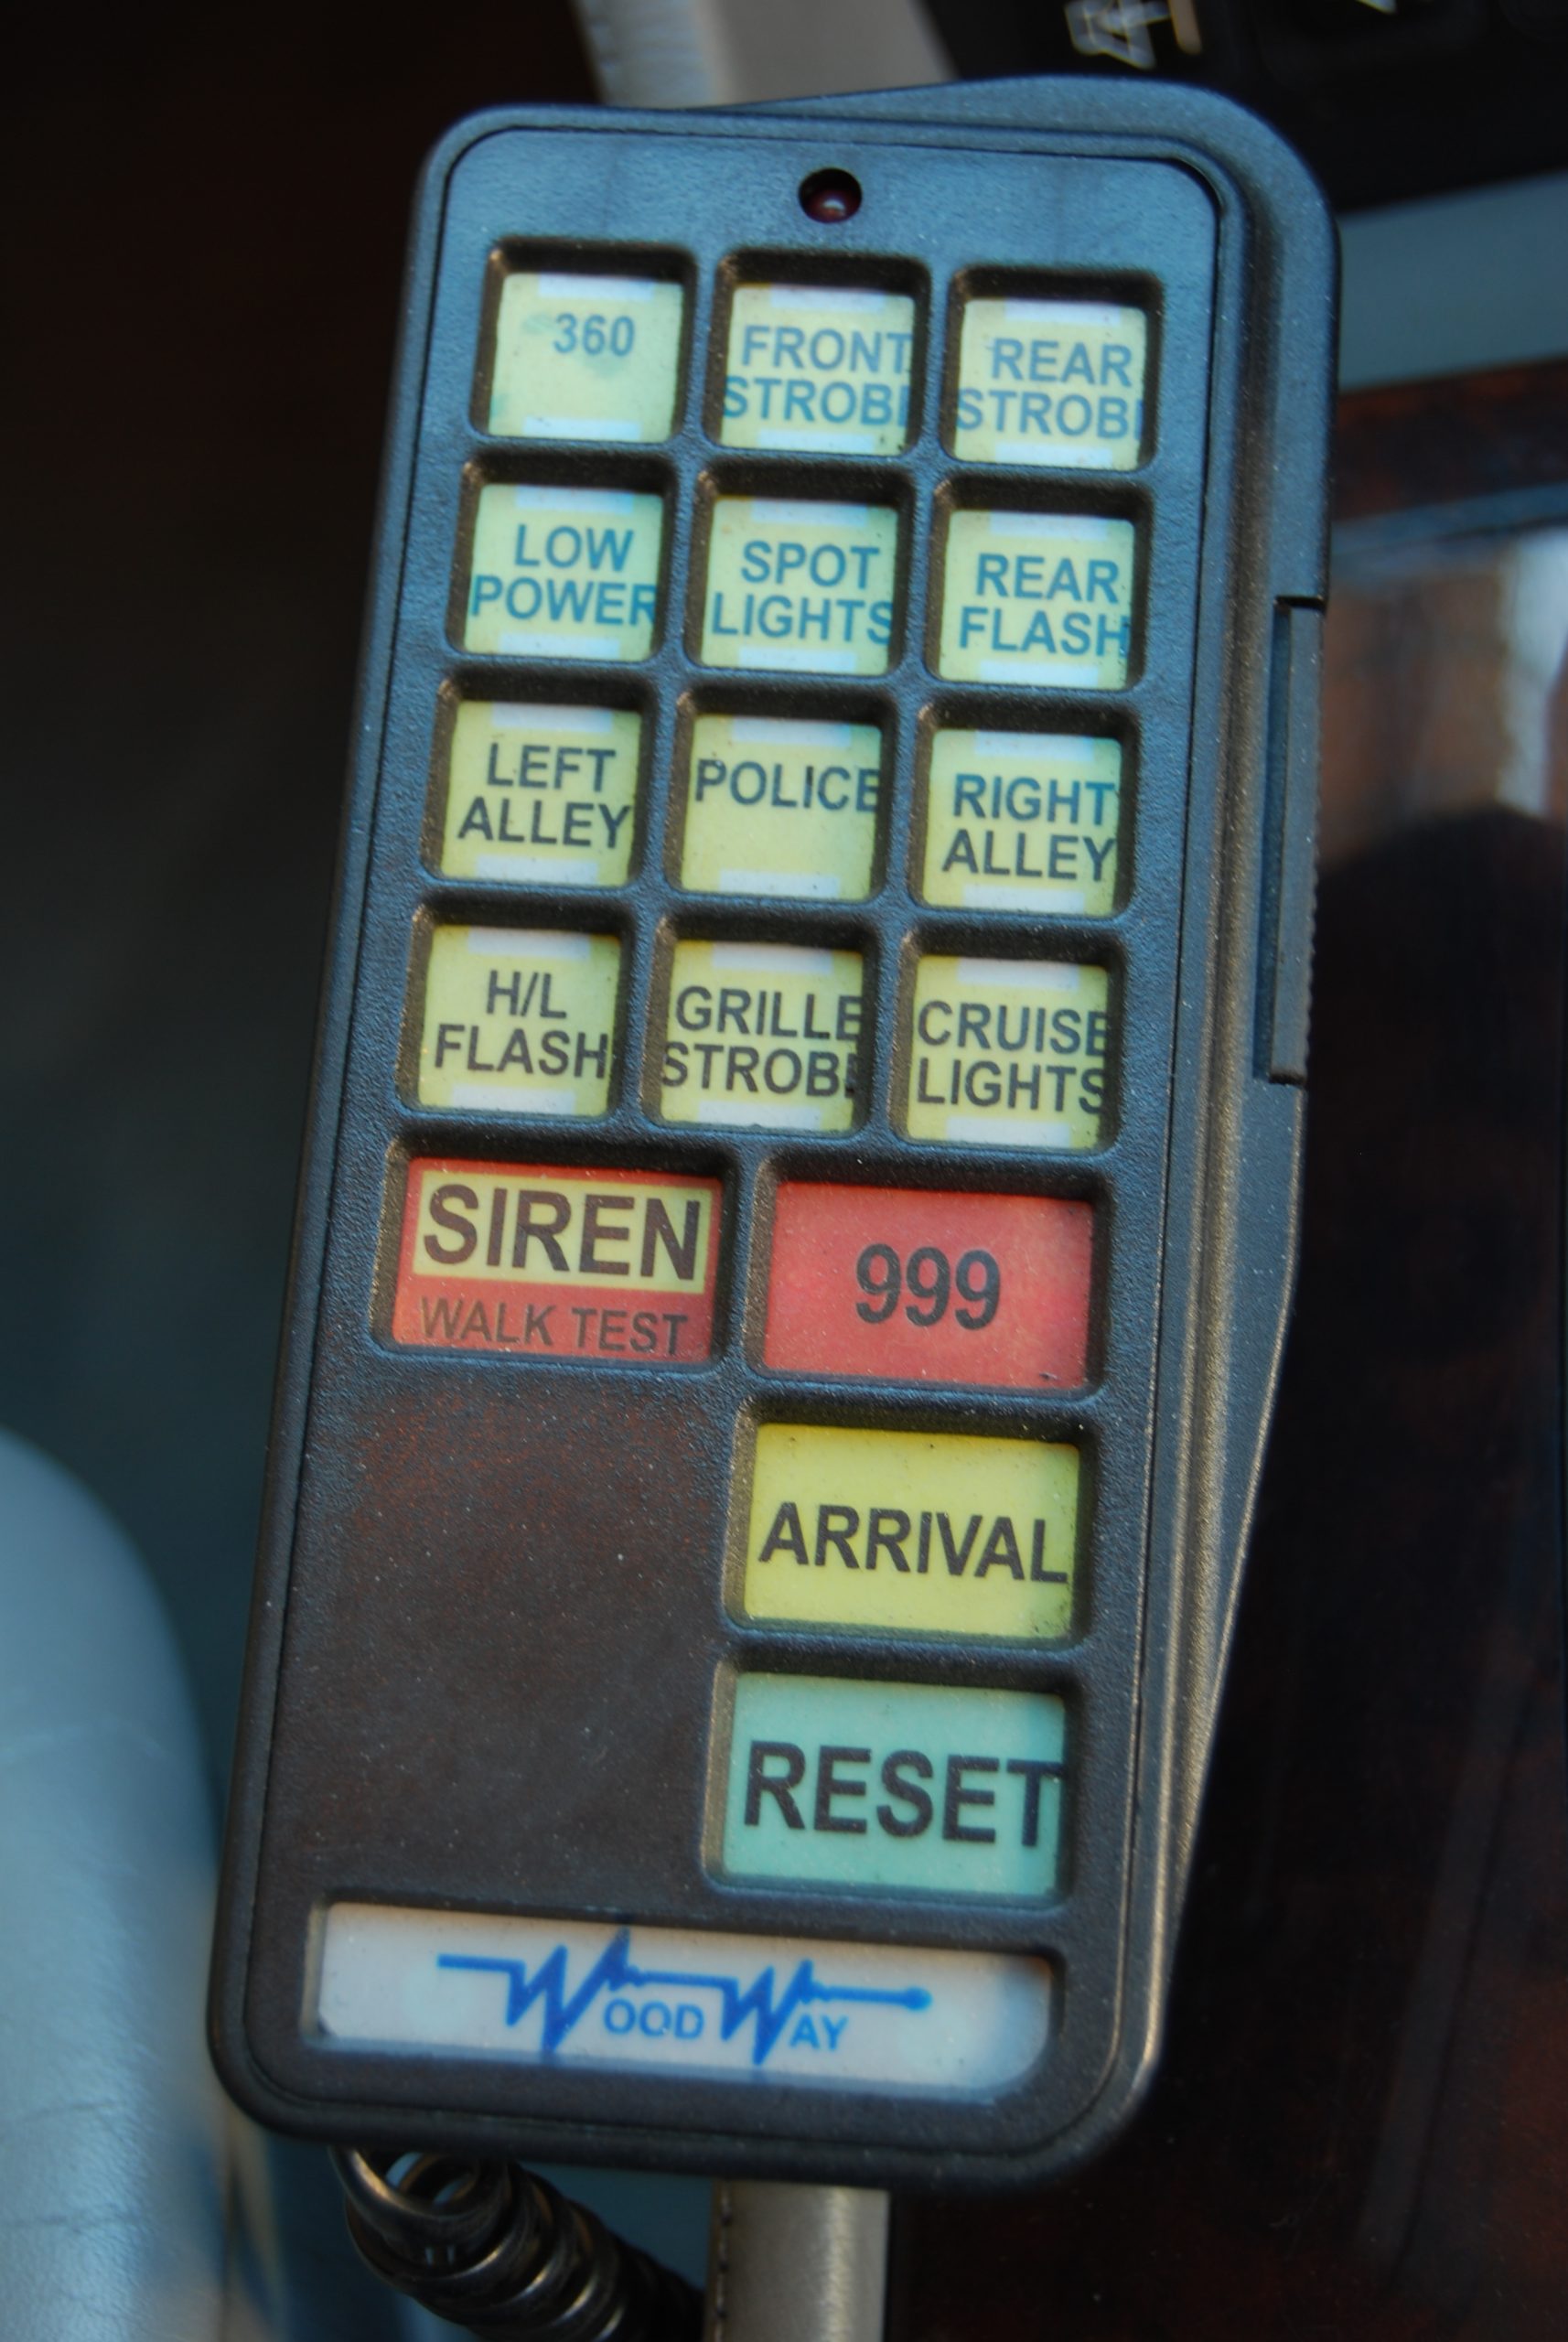 360
FRONT
STROBE
REAR
STROBE
LOW
POWER
SPOT
LIGHTS
REAR
FLASH
LEFT
ALLEY
POLICE
RIGHT
ALLEY
H/L
FLASH
GRILLE
STROBE
CRUISE
LIGHTS
SIREN
WALK TEST
999
ARRIVAL
RESET
WOODWAY